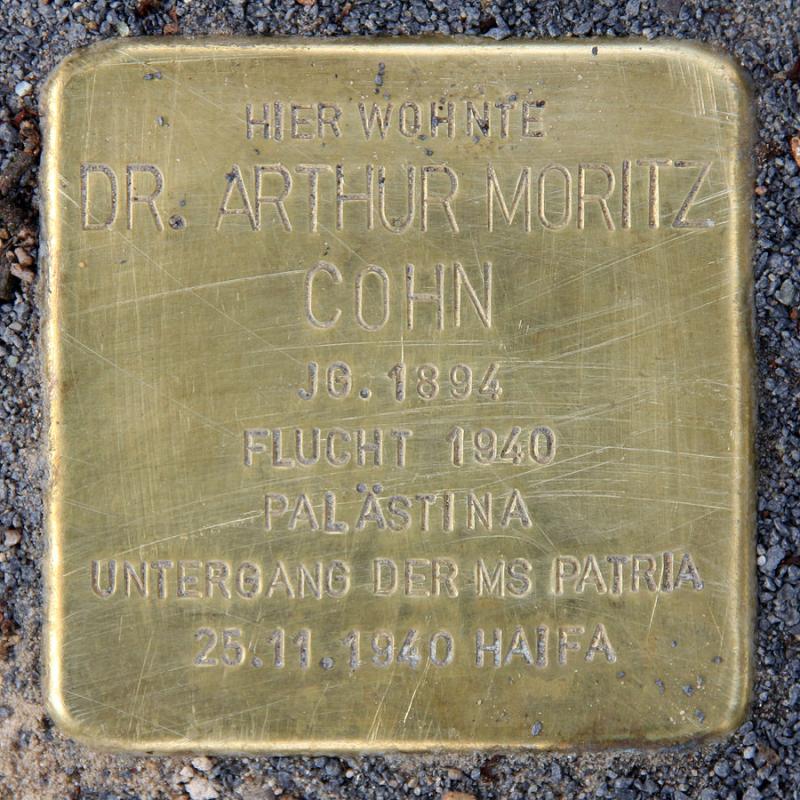 HIER WOHNTE
DR. ARTHUR MORITZ
COHN
JG. 1894
FLUCHT 1940
PALÄSTINA
UNTERGANG DER MS PATRIA
25.11.1940 HAIFA